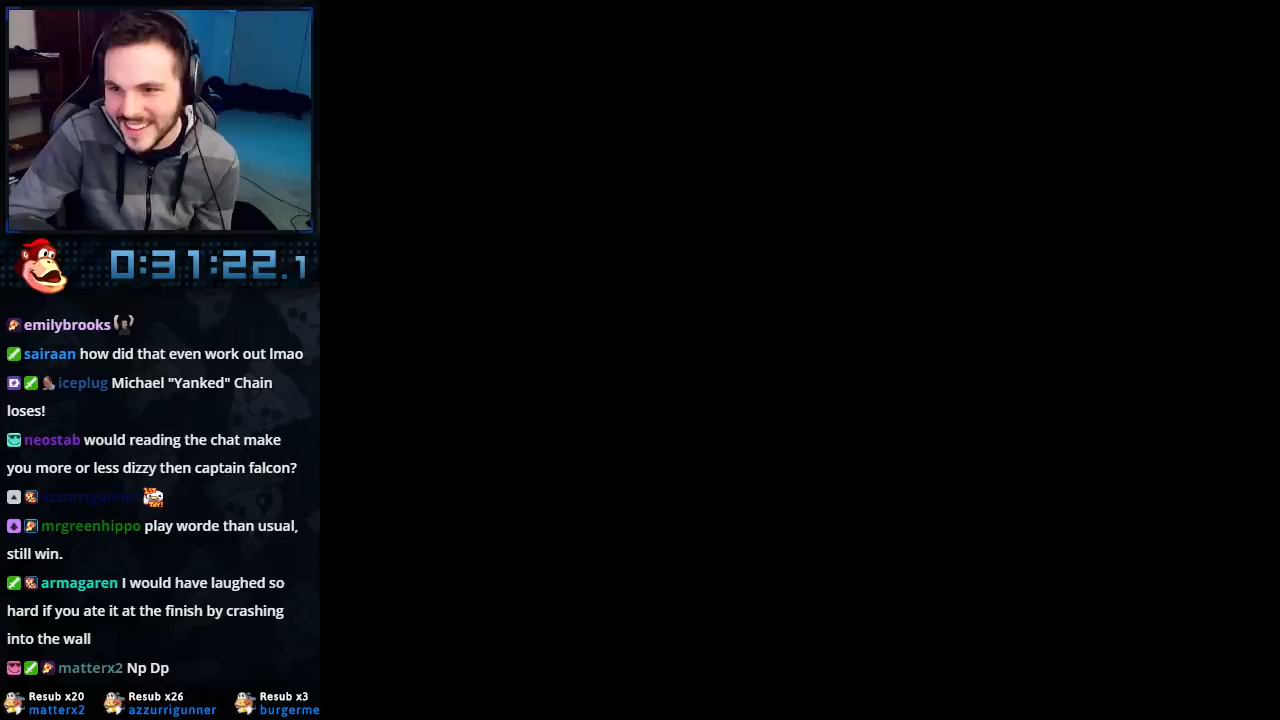 0:31:22.1
emilybrooks
sairaan how did that even work out lmao
iceplug Michael "Yanked" Chain
loses!
neostab would reading the chat make
you more or less dizzy then captain falcon?
azzurrigunner
mrgreenhippo play worde than usual,
still win.
armagaren I would have laughed so
hard if you ate it at the finish by crashing
into the wall
matterx2 Np Dp
Resub x20 Resub x26 Resub x3
matterx2 azzurrigunner burgerme